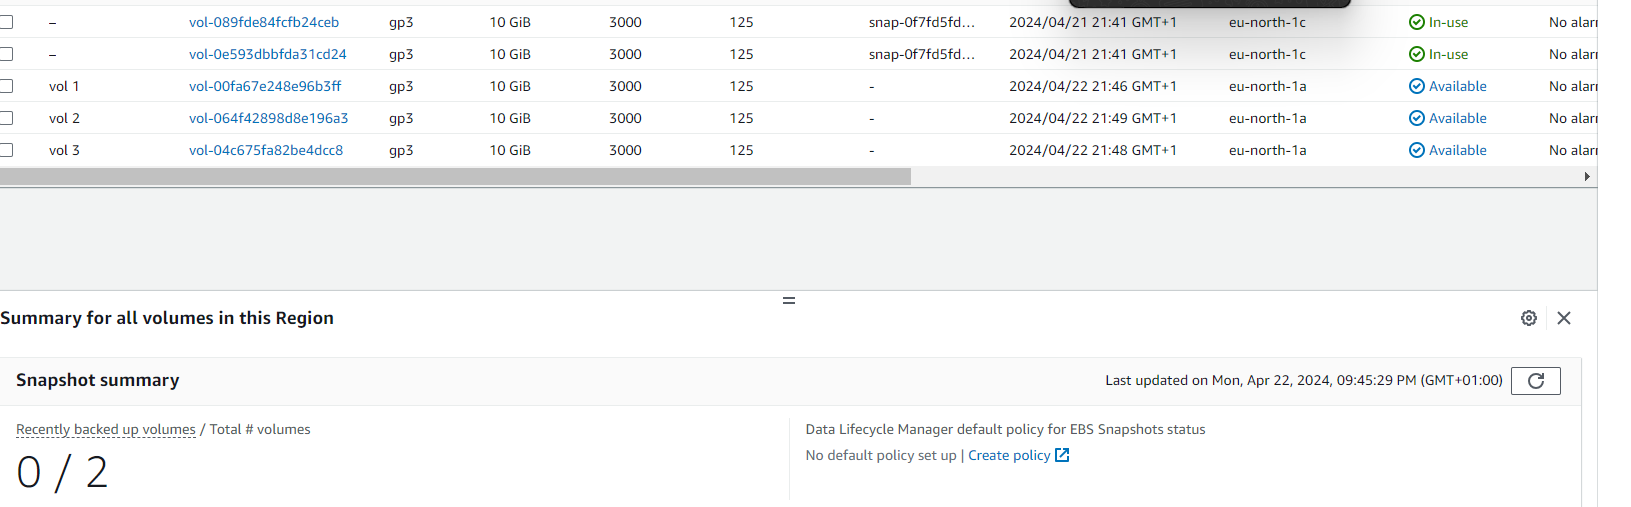 – vol-089fde84fcfb24ceb gp3 10 GiB 3000 125 snap-0f7fd5fd... 2024/04/21 21:41 GMT+1 eu-north-1c In-use No alar
– vol-0e593dbbfda31cd24 gp3 10 GiB 3000 125 snap-0f7fd5fd... 2024/04/21 21:41 GMT+1 eu-north-1c In-use No alar
vol 1 vol-00fa67e248e96b3ff gp3 10 GiB 3000 125 - 2024/04/22 21:46 GMT+1 eu-north-1a Available No alar
vol 2 vol-064f42898d8e196a3 gp3 10 GiB 3000 125 - 2024/04/22 21:49 GMT+1 eu-north-1a Available No alar
vol 3 vol-04c675fa82be4dcc8 gp3 10 GiB 3000 125 - 2024/04/22 21:48 GMT+1 eu-north-1a Available No alar
Summary for all volumes in this Region
Snapshot summary
Last updated on Mon, Apr 22, 2024, 09:45:29 PM (GMT+01:00)
Recently backed up volumes / Total # volumes
0 / 2
Data Lifecycle Manager default policy for EBS Snapshots status
No default policy set up | Create policy